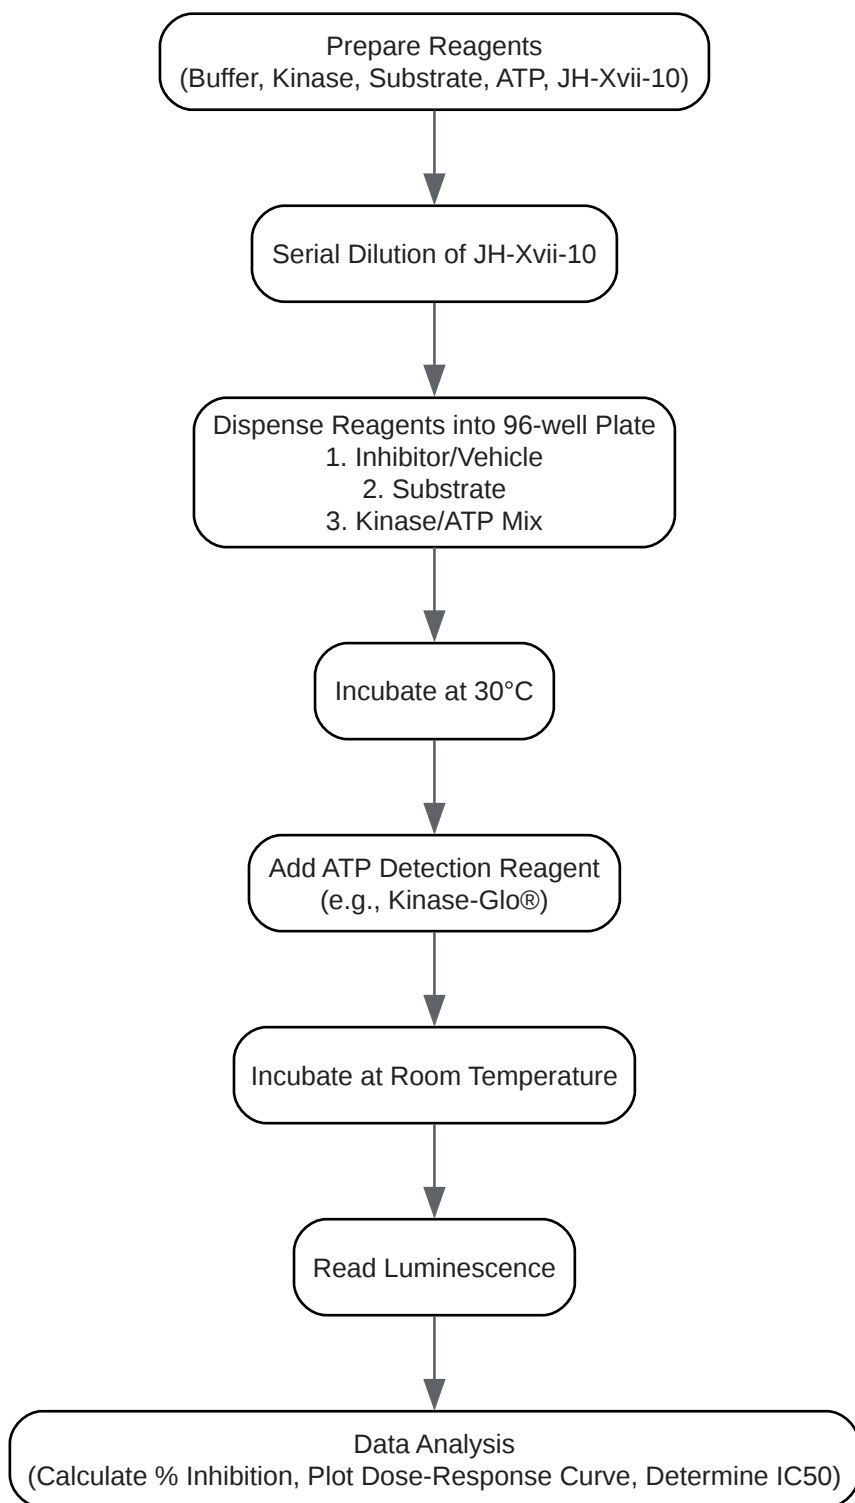 Prepare Reagents
(Buffer, Kinase, Substrate, ATP, JH-Xvii-10)
Serial Dilution of JH-Xvii-10
Dispense Reagents into 96-well Plate
1. Inhibitor/Vehicle
2. Substrate
3. Kinase/ATP Mix
Incubate at 30°C
Add ATP Detection Reagent
(e.g., Kinase-Glo®)
Incubate at Room Temperature
Read Luminescence
Data Analysis
(Calculate % Inhibition, Plot Dose-Response Curve, Determine IC50)